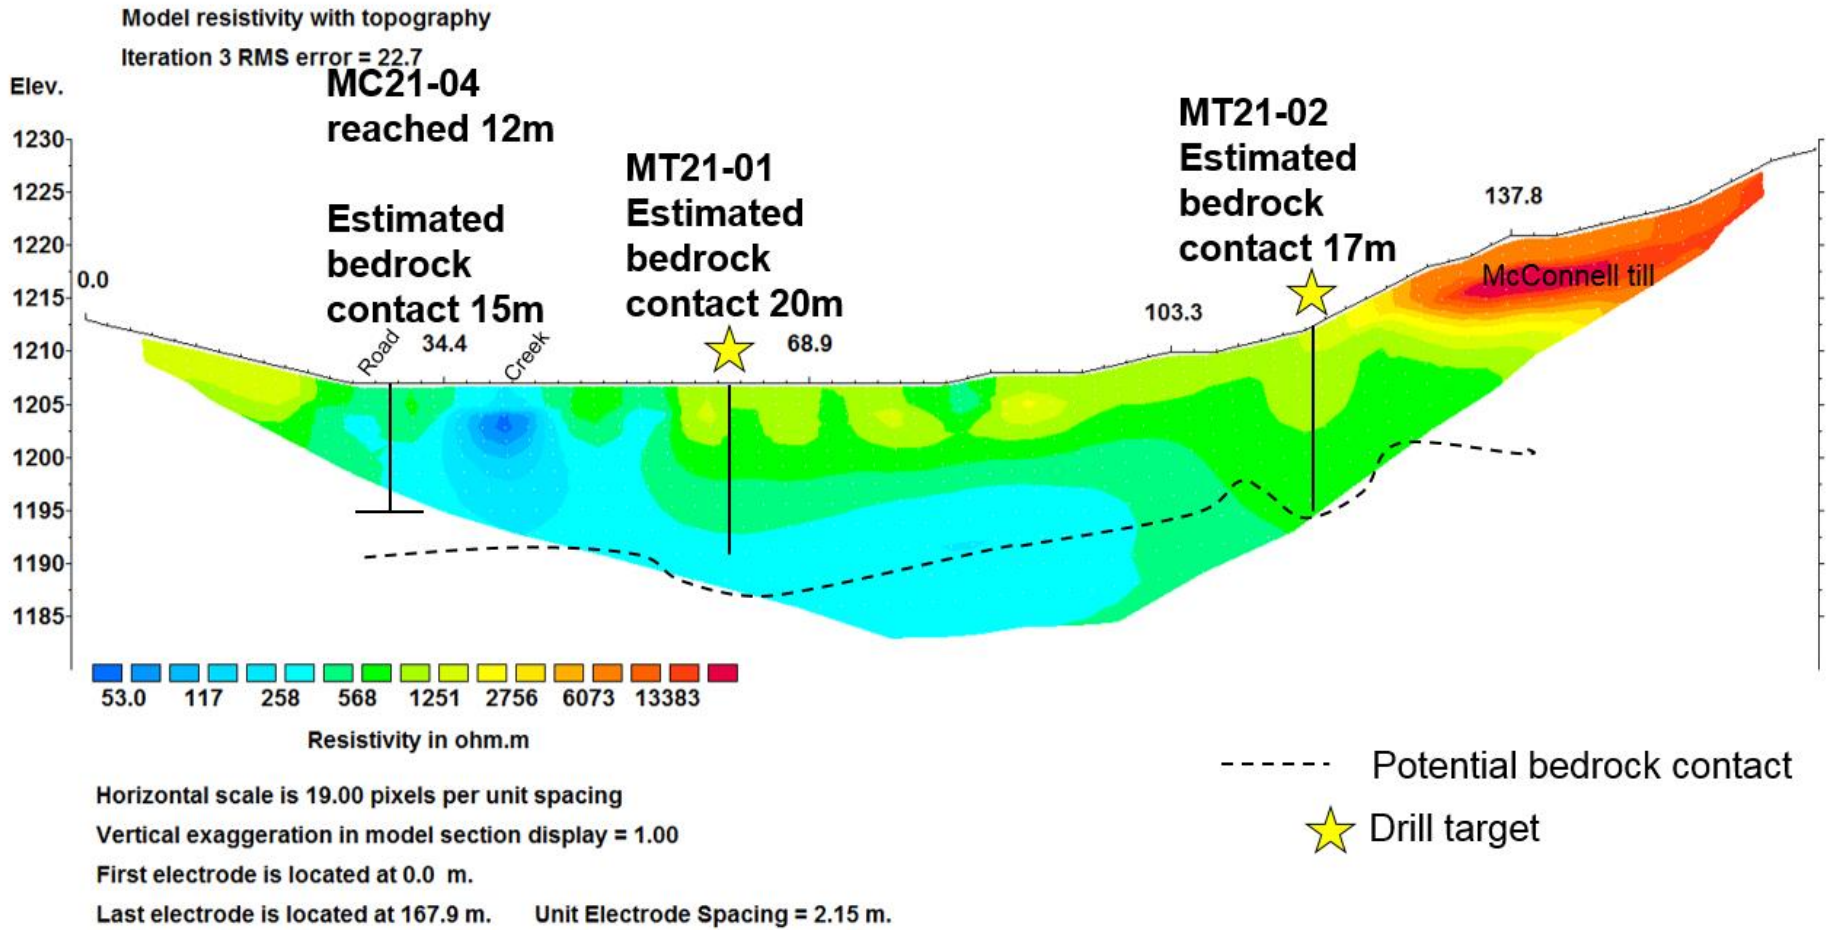 Model resistivity with topography
Iteration 3 RMS error = 22.7
Elev.
MC21-04
reached 12m
Estimated
bedrock
contact 15m
MT21-01
Estimated
bedrock
contact 20m
MT21-02
Estimated
bedrock
contact 17m
1230
1225
1220
1215
1210
1205
1200
1195
1190
1185
0.0
Road
34.4
Creek
68.9
103.3
137.8
McConnell till
53.0 117 258 568 1251 2756 6073 13383
Resistivity in ohm.m
Horizontal scale is 19.00 pixels per unit spacing
Vertical exaggeration in model section display = 1.00
First electrode is located at 0.0 m.
Last electrode is located at 167.9 m. Unit Electrode Spacing = 2.15 m.
Potential bedrock contact
Drill target